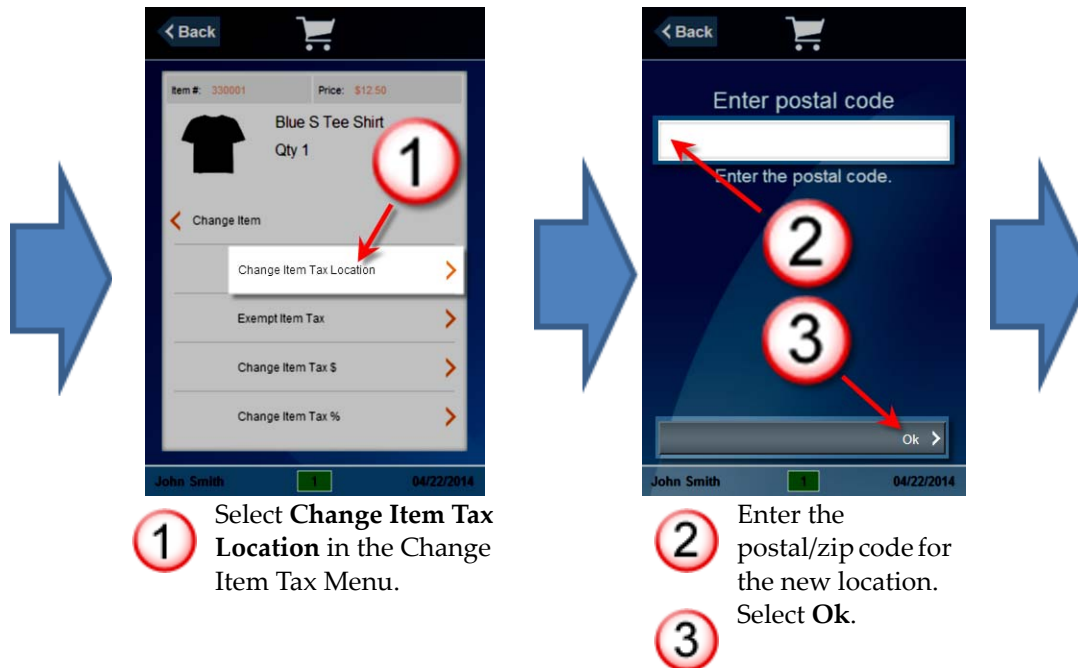 Back
Item #: 330001 Price: $12.50
Blue S Tee Shirt
Qty 1
1
Change Item
Change Item Tax Location
Exempt Item Tax
Change Item Tax $
Change Item Tax %
John Smith 1 04/22/2014
1
Select Change Item Tax
Location in the Change
Item Tax Menu.
Back
Enter postal code
Enter the postal code.
2
3
Ok
John Smith 1 04/22/2014
2
Enter the
postal/zip code for
the new location.
3
Select Ok.